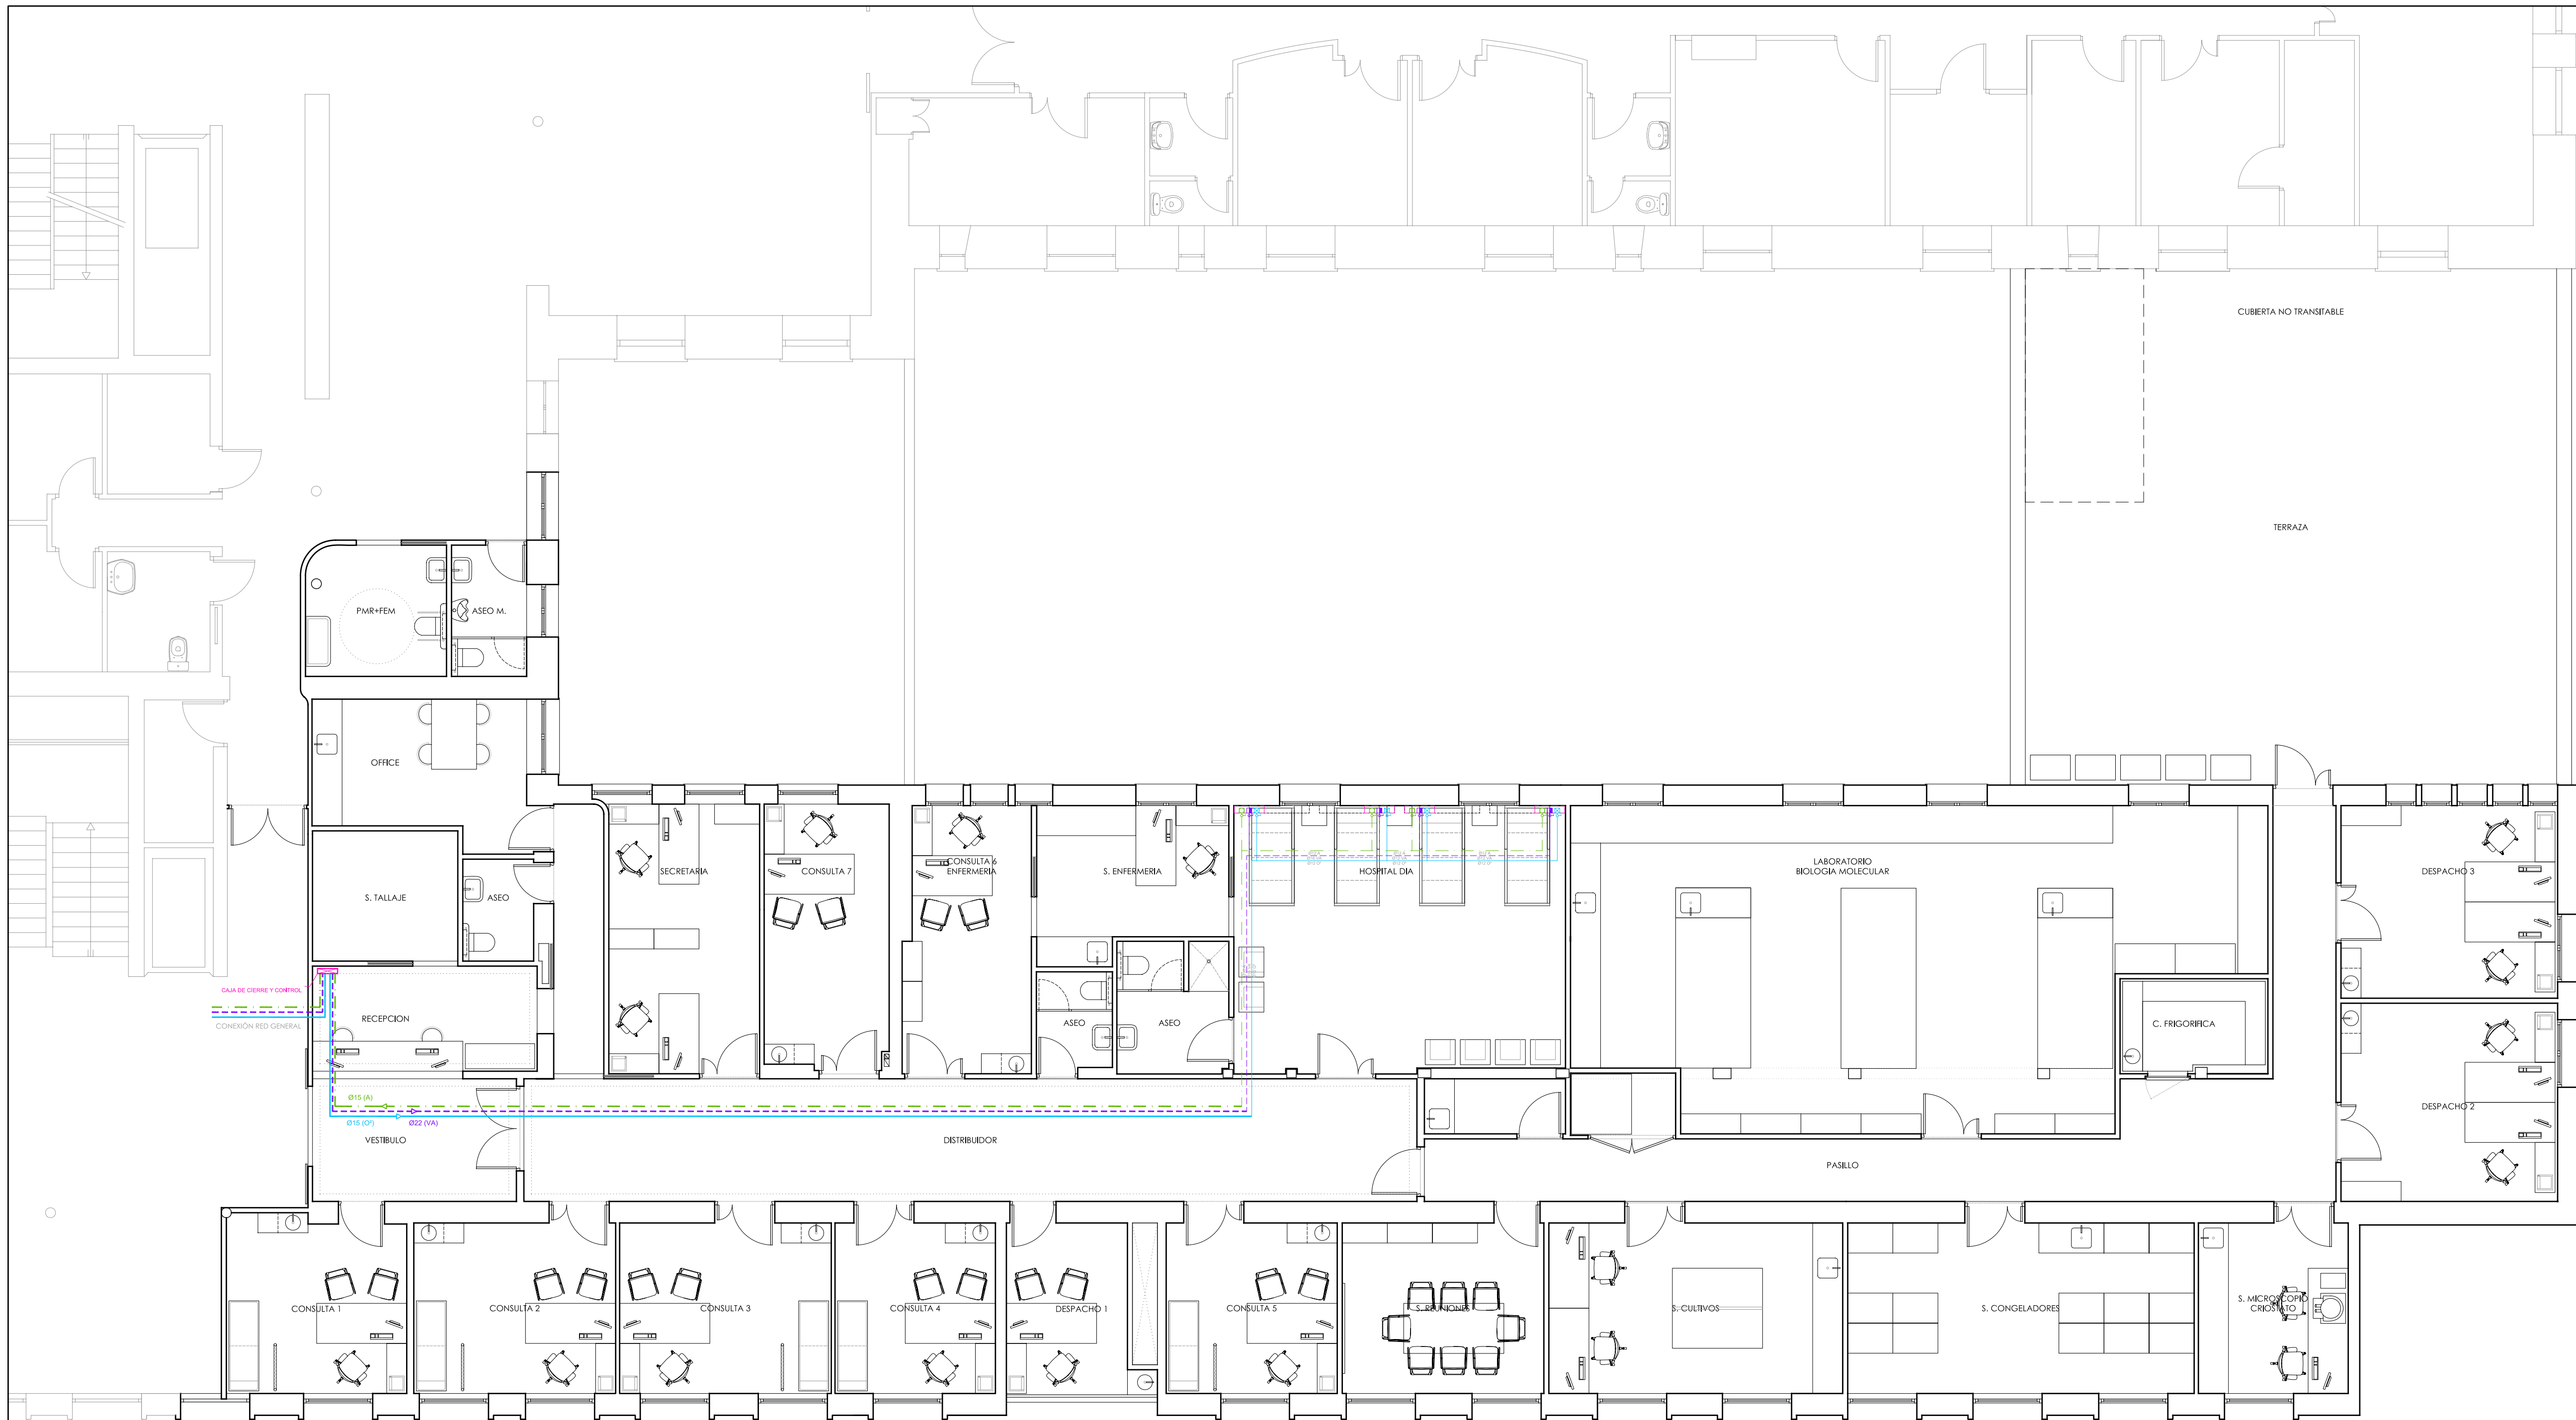 CUBIERTA NO TRANSITABLE
TERRAZA
PMR+FEM
ASEO M.
OFFICE
S. TALLAJE
ASEO
SECRETARIA
CONSULTA 7
CONSULTA 6
ENFERMERIA
S. ENFERMERIA
HOSPITAL DIA
LABORATORIO
BIOLOGIA MOLECULAR
DESPACHO 3
CAJA DE CIERRE Y CONTROL
CONEXIÓN RED GENERAL
RECEPCION
ASEO
ASEO
C. FRIGORIFICA
DESPACHO 2
Ø15 (A)
Ø15 (O²)
Ø22 (VA)
VESTIBULO
DISTRIBUIDOR
PASILLO
CONSULTA 1
CONSULTA 2
CONSULTA 3
CONSULTA 4
DESPACHO 1
CONSULTA 5
S. REUNIONES
S. CULTIVOS
S. CONGELADORES
S. MICROSCOPIO
CRIOSTATO